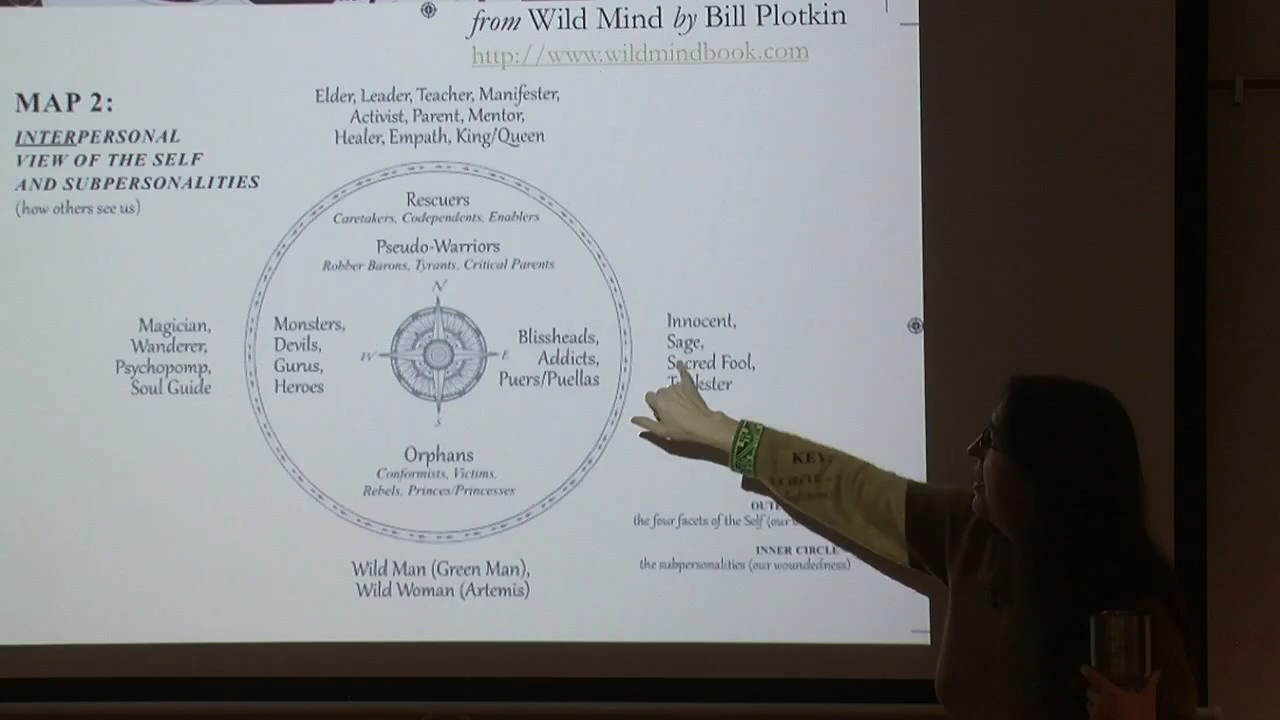 from Wild Mind by Bill Plotkin
http://www.wildmindbook.com
MAP 2:
INTERPERSONAL
VIEW OF THE SELF
AND SUBPERSONALITIES
(how others see us)
Elder, Leader, Teacher, Manifester,
Activist, Parent, Mentor,
Healer, Empath, King/Queen
Rescuers
Caretakers, Codependents, Enablers
Pseudo-Warriors
Robber Barons, Tyrants, Critical Parents
N
Magician,
Wanderer,
Psychopomp,
Soul Guide
Monsters,
Devils,
Gurus,
Heroes
W
E
Blissheads,
Addicts,
Puers/Puellas
Innocent,
Sage,
Sacred Fool,
S
Orphans
Conformists, Victims,
Rebels, Princes/Princesses
Wild Man (Green Man),
Wild Woman (Artemis)
KEY
the four facets of the Self (our
INNER CIRCLE
the subpersonalities (our woundedness)